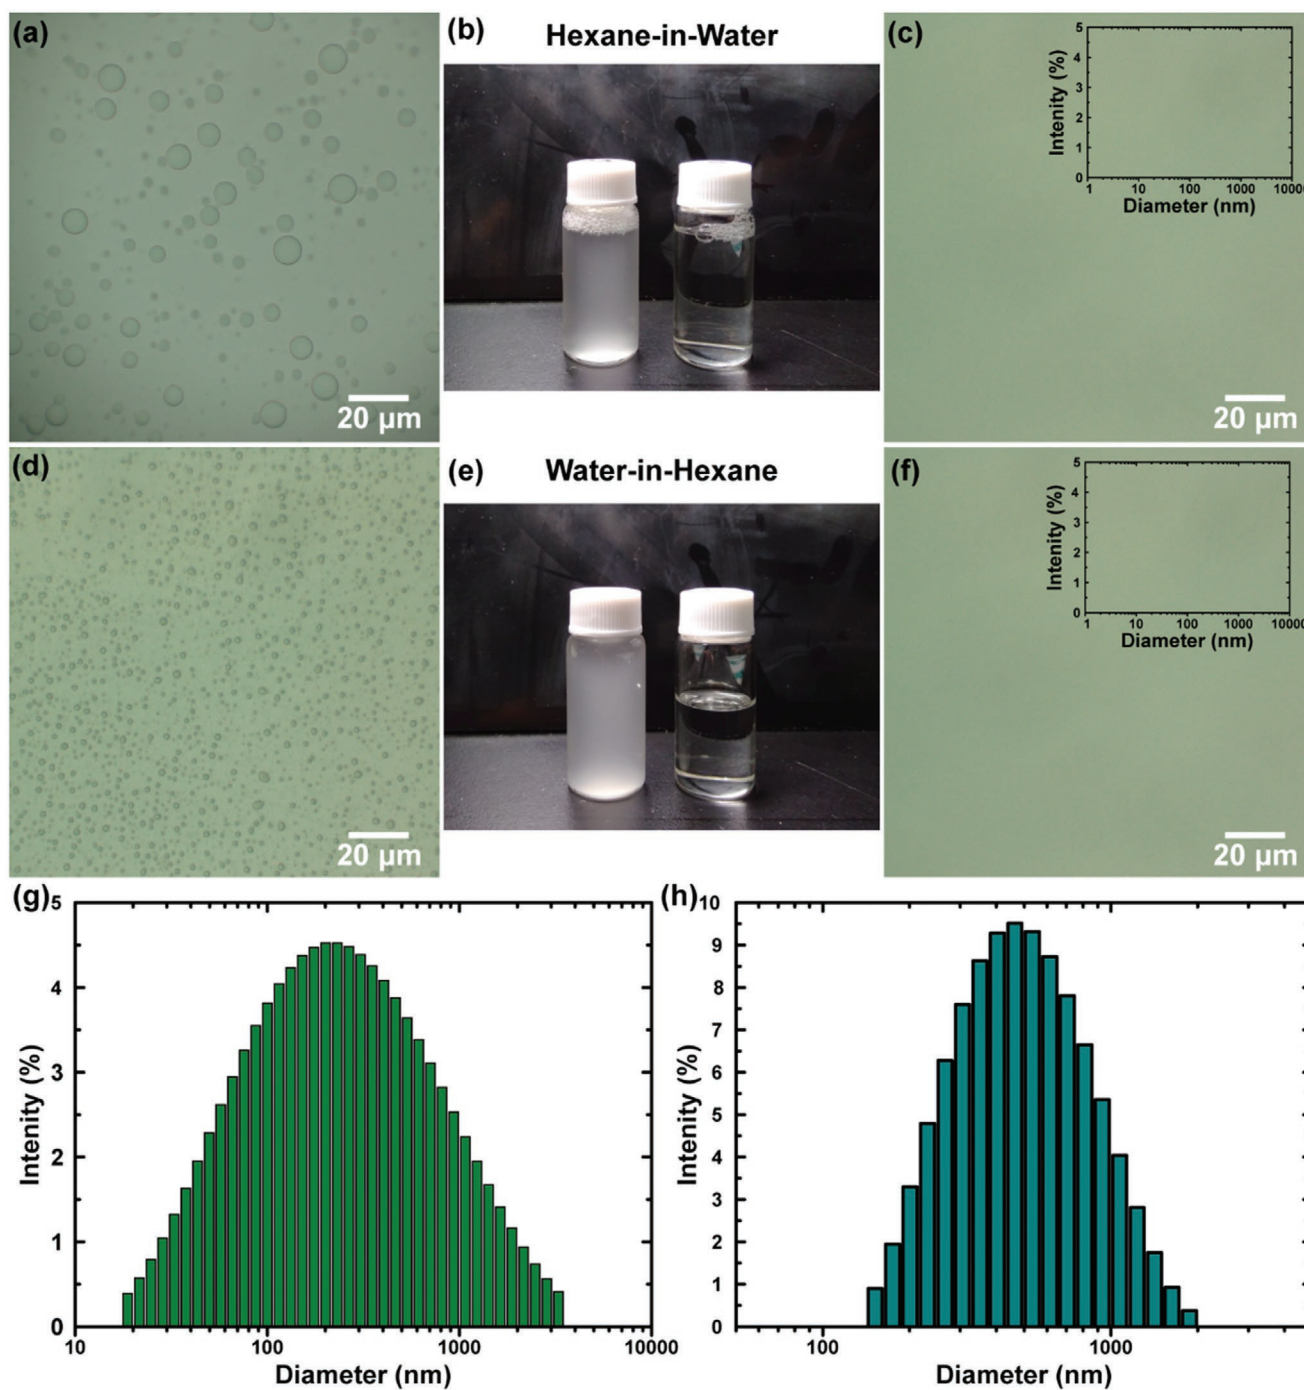 (a)
20 µm
(b)
Hexane-in-Water
(c)
5
4
3
2
1
0
Intenity (%)
1
10
100
1000
10000
Diameter (nm)
20 µm
(d)
20 µm
(e)
Water-in-Hexane
(f)
5
4
3
2
1
0
Intenity (%)
1
10
100
1000
10000
Diameter (nm)
20 µm
(g)
5
4
3
2
1
0
Intenity (%)
10
100
1000
10000
Diameter (nm)
(h)
10
9
8
7
6
5
4
3
2
1
0
Intenity (%)
100
1000
Diameter (nm)